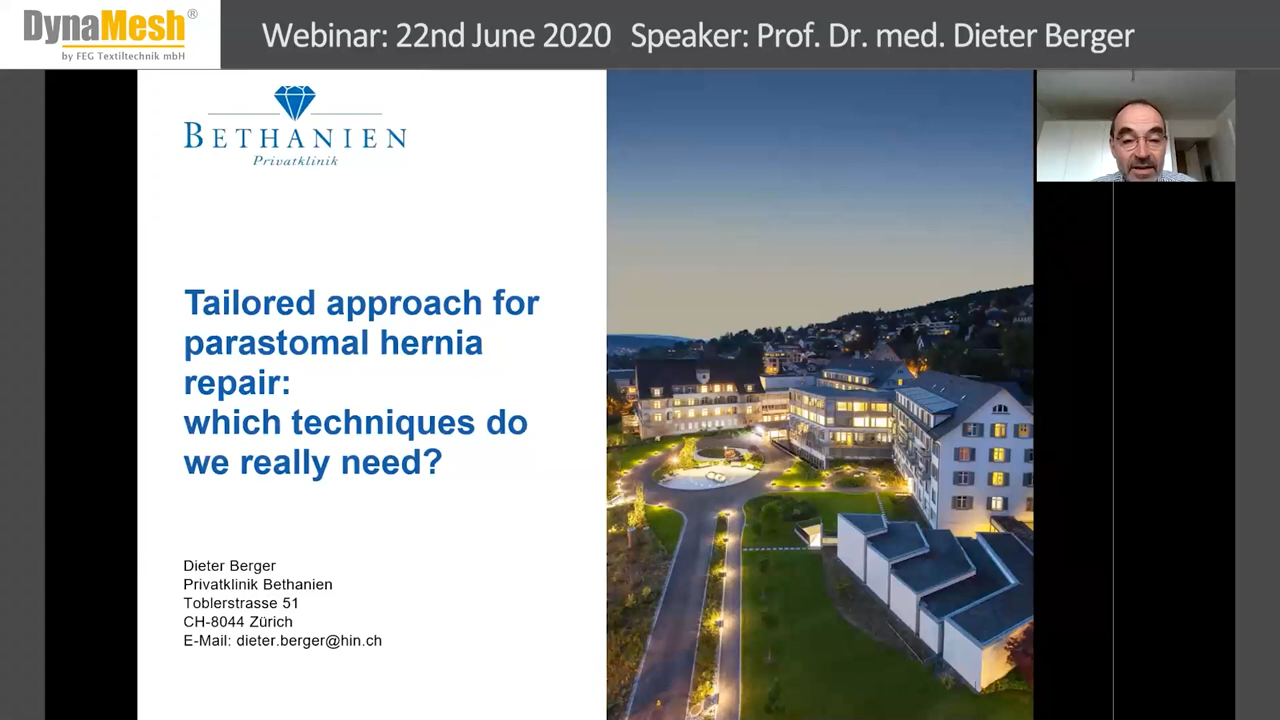 DynaMesh®
by FEG Textiltechnik mbH
Webinar: 22nd June 2020 Speaker: Prof. Dr. med. Dieter Berger
BETHANIEN
Privatklinik
Tailored approach for
parastomal hernia
repair:
which techniques do
we really need?
Dieter Berger
Privatklinik Bethanien
Toblerstrasse 51
CH-8044 Zürich
E-Mail: dieter.berger@hin.ch